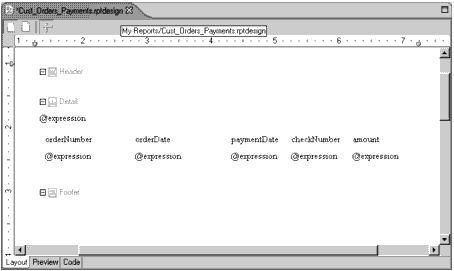 *Cust_Orders_Payments.rptdesign
My Reports/Cust_Orders_Payments.rptdesign
1 2 3 4 5 6 7
Header
Detail
@expression
orderNumber orderDate paymentDate checkNumber amount
@expression @expression @expression @expression @expression
Footer
1
2
3
Layout Preview Code